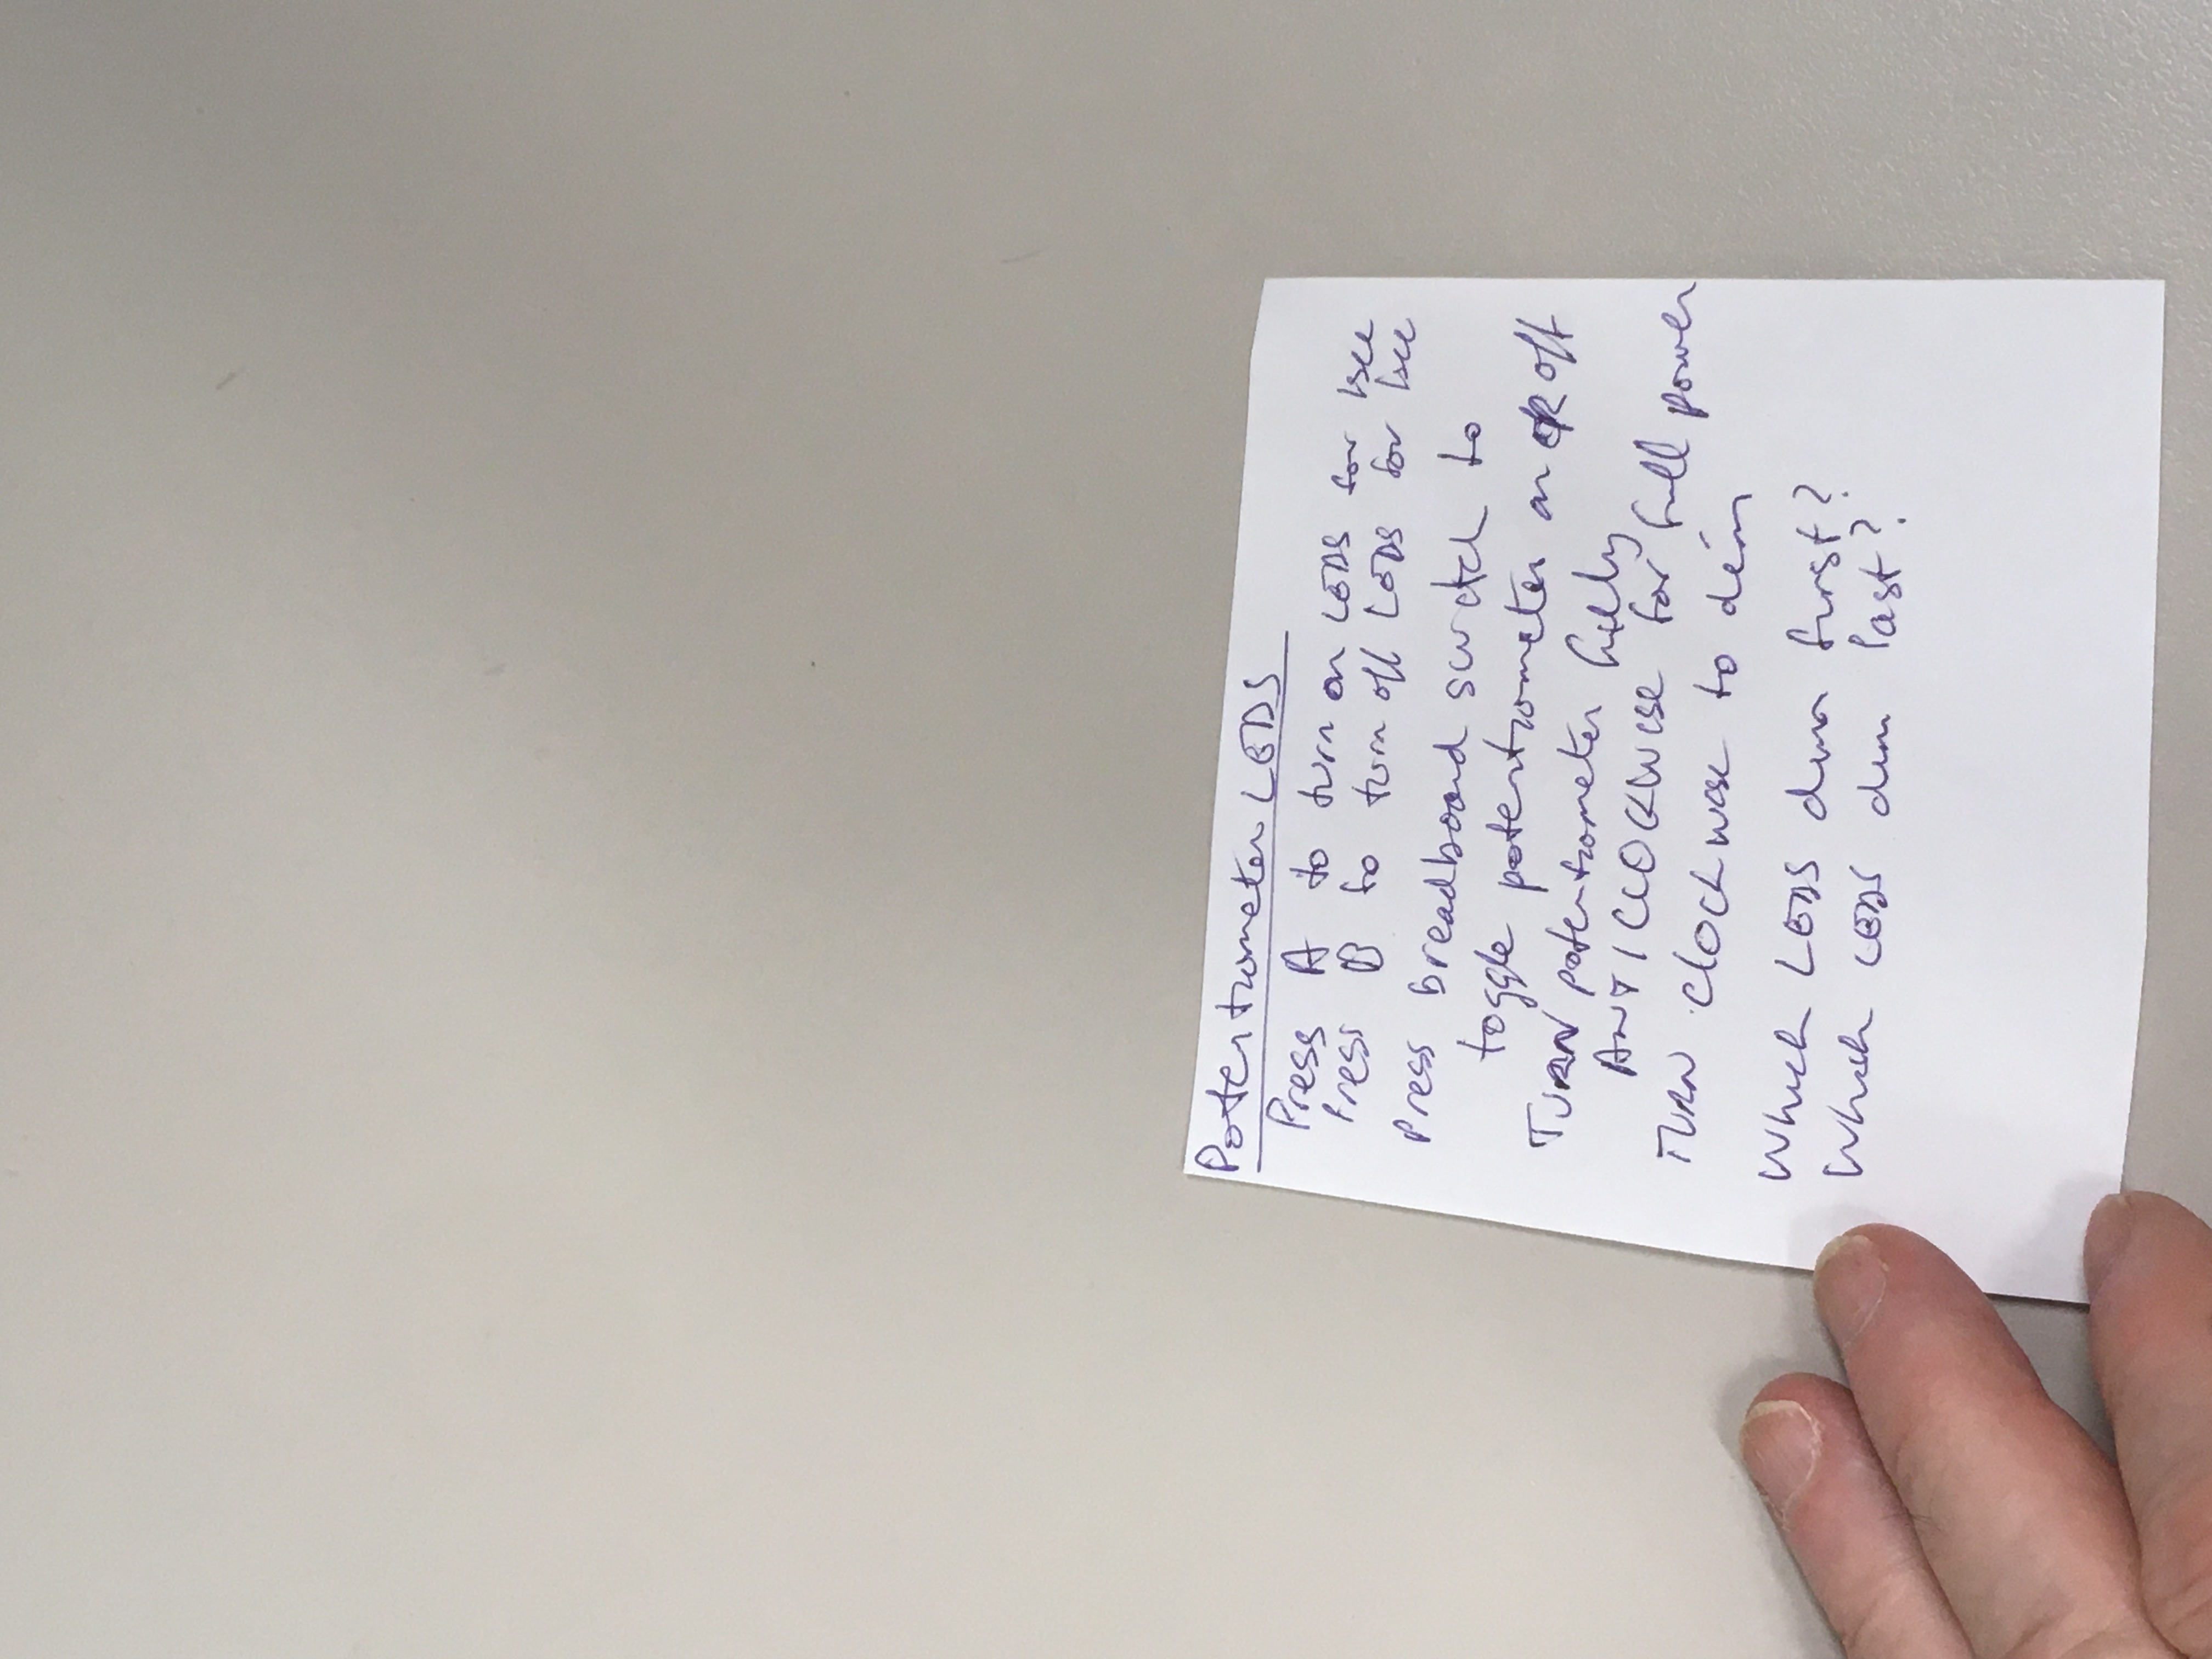 Potentiometer LEDS
Press A to turn on LEDS for 1sec
Press B to turn off LEDS for 1sec
Press breadboard switch to
toggle potentiometer on OR off
TURN potentiometer fully
ANTICLOCKWISE for full power
TURN clockwise to dim
Which LEDS dim first?
Which LEDS dim last?